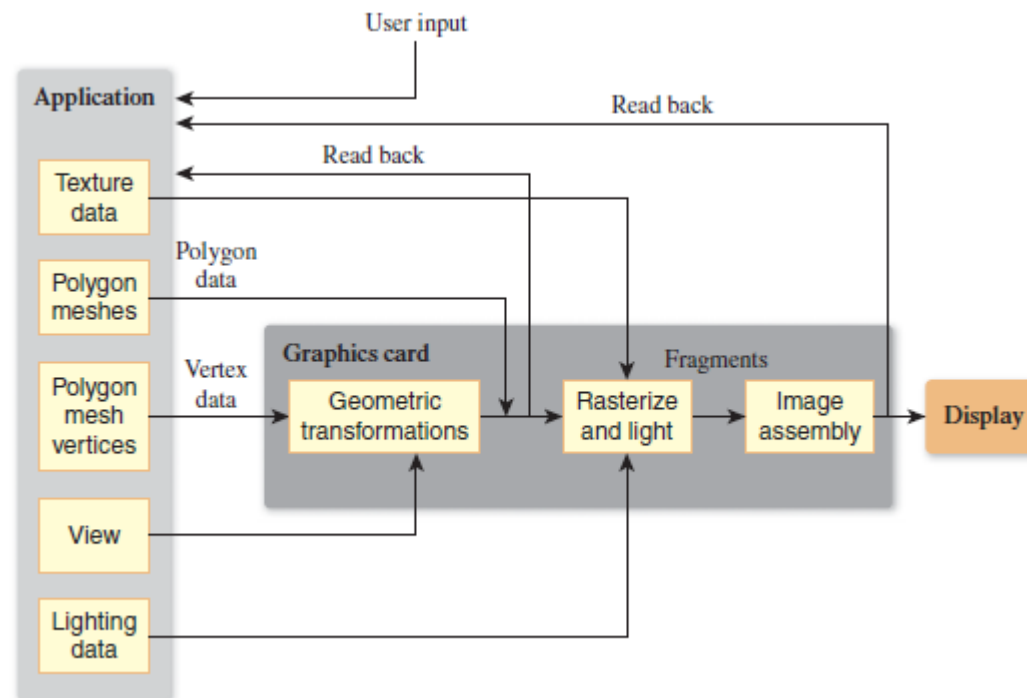 User input
Application
Read back
Read back
Texture
data
Polygon
data
Polygon
meshes
Graphics card
Fragments
Vertex
data
Polygon
mesh
vertices
Geometric
transformations
Rasterize
and light
Image
assembly
Display
View
Lighting
data